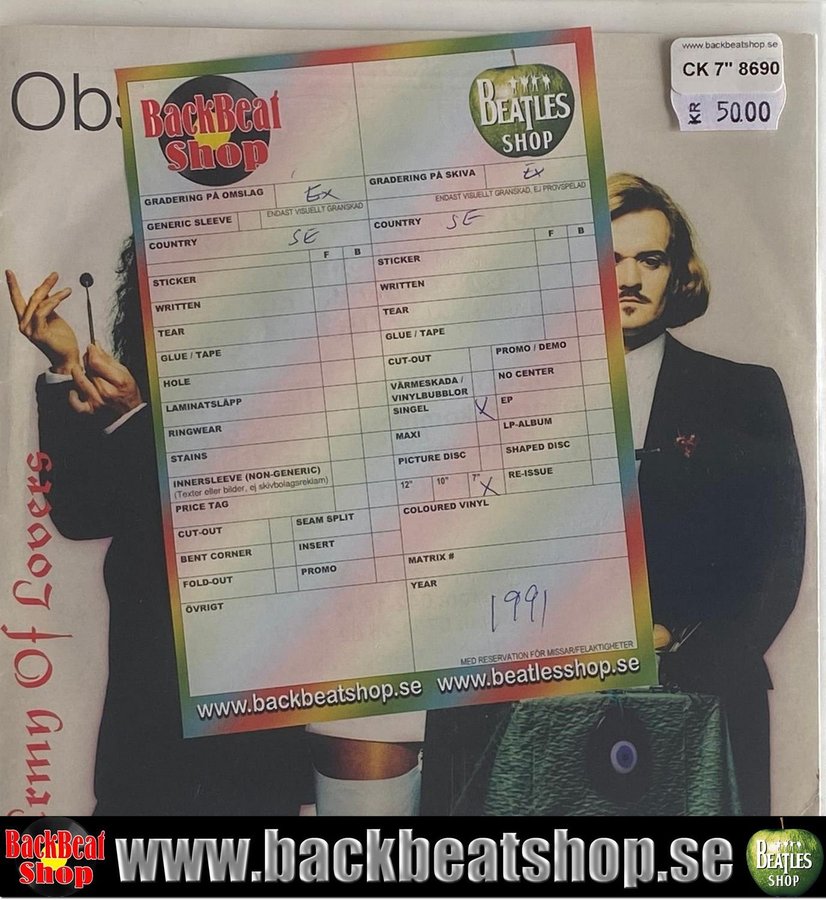 Obs
www.backbeatshop.se
CK 7" 8690
KR 50.00
BackBeat
Shop
BEATLES
SHOP
GRADERING PÅ OMSLAG Ex
ENDAST VISUELLT GRANSKAD
GENERIC SLEEVE
COUNTRY SE
F B
STICKER
WRITTEN
TEAR
GLUE / TAPE
HOLE
LAMINATSLÄPP
RINGWEAR
STAINS
INNERSLEEVE (NON-GENERIC)
(Texter eller bilder, ej skivbolagsreklam)
PRICE TAG
CUT-OUT SEAM SPLIT
BENT CORNER INSERT
FOLD-OUT PROMO
ÖVRIGT
GRADERING PÅ SKIVA Ex
ENDAST VISUELLT GRANSKAD, EJ PROVSPELAD
COUNTRY SE
F B
STICKER
WRITTEN
TEAR
GLUE / TAPE
CUT-OUT PROMO / DEMO
VÄRMESKADA / VINYLBUBBLOR NO CENTER
SINGEL X EP
MAXI LP-ALBUM
PICTURE DISC SHAPED DISC
12" 10" 7" X RE-ISSUE
COLOURED VINYL
MATRIX #
YEAR
1991
MED RESERVATION FÖR MISSAR/FELAKTIGHETER
www.backbeatshop.se www.beatlesshop.se
rmy Of Lovers
BackBeat
Shop
www.backbeatshop.se
BEATLES
SHOP